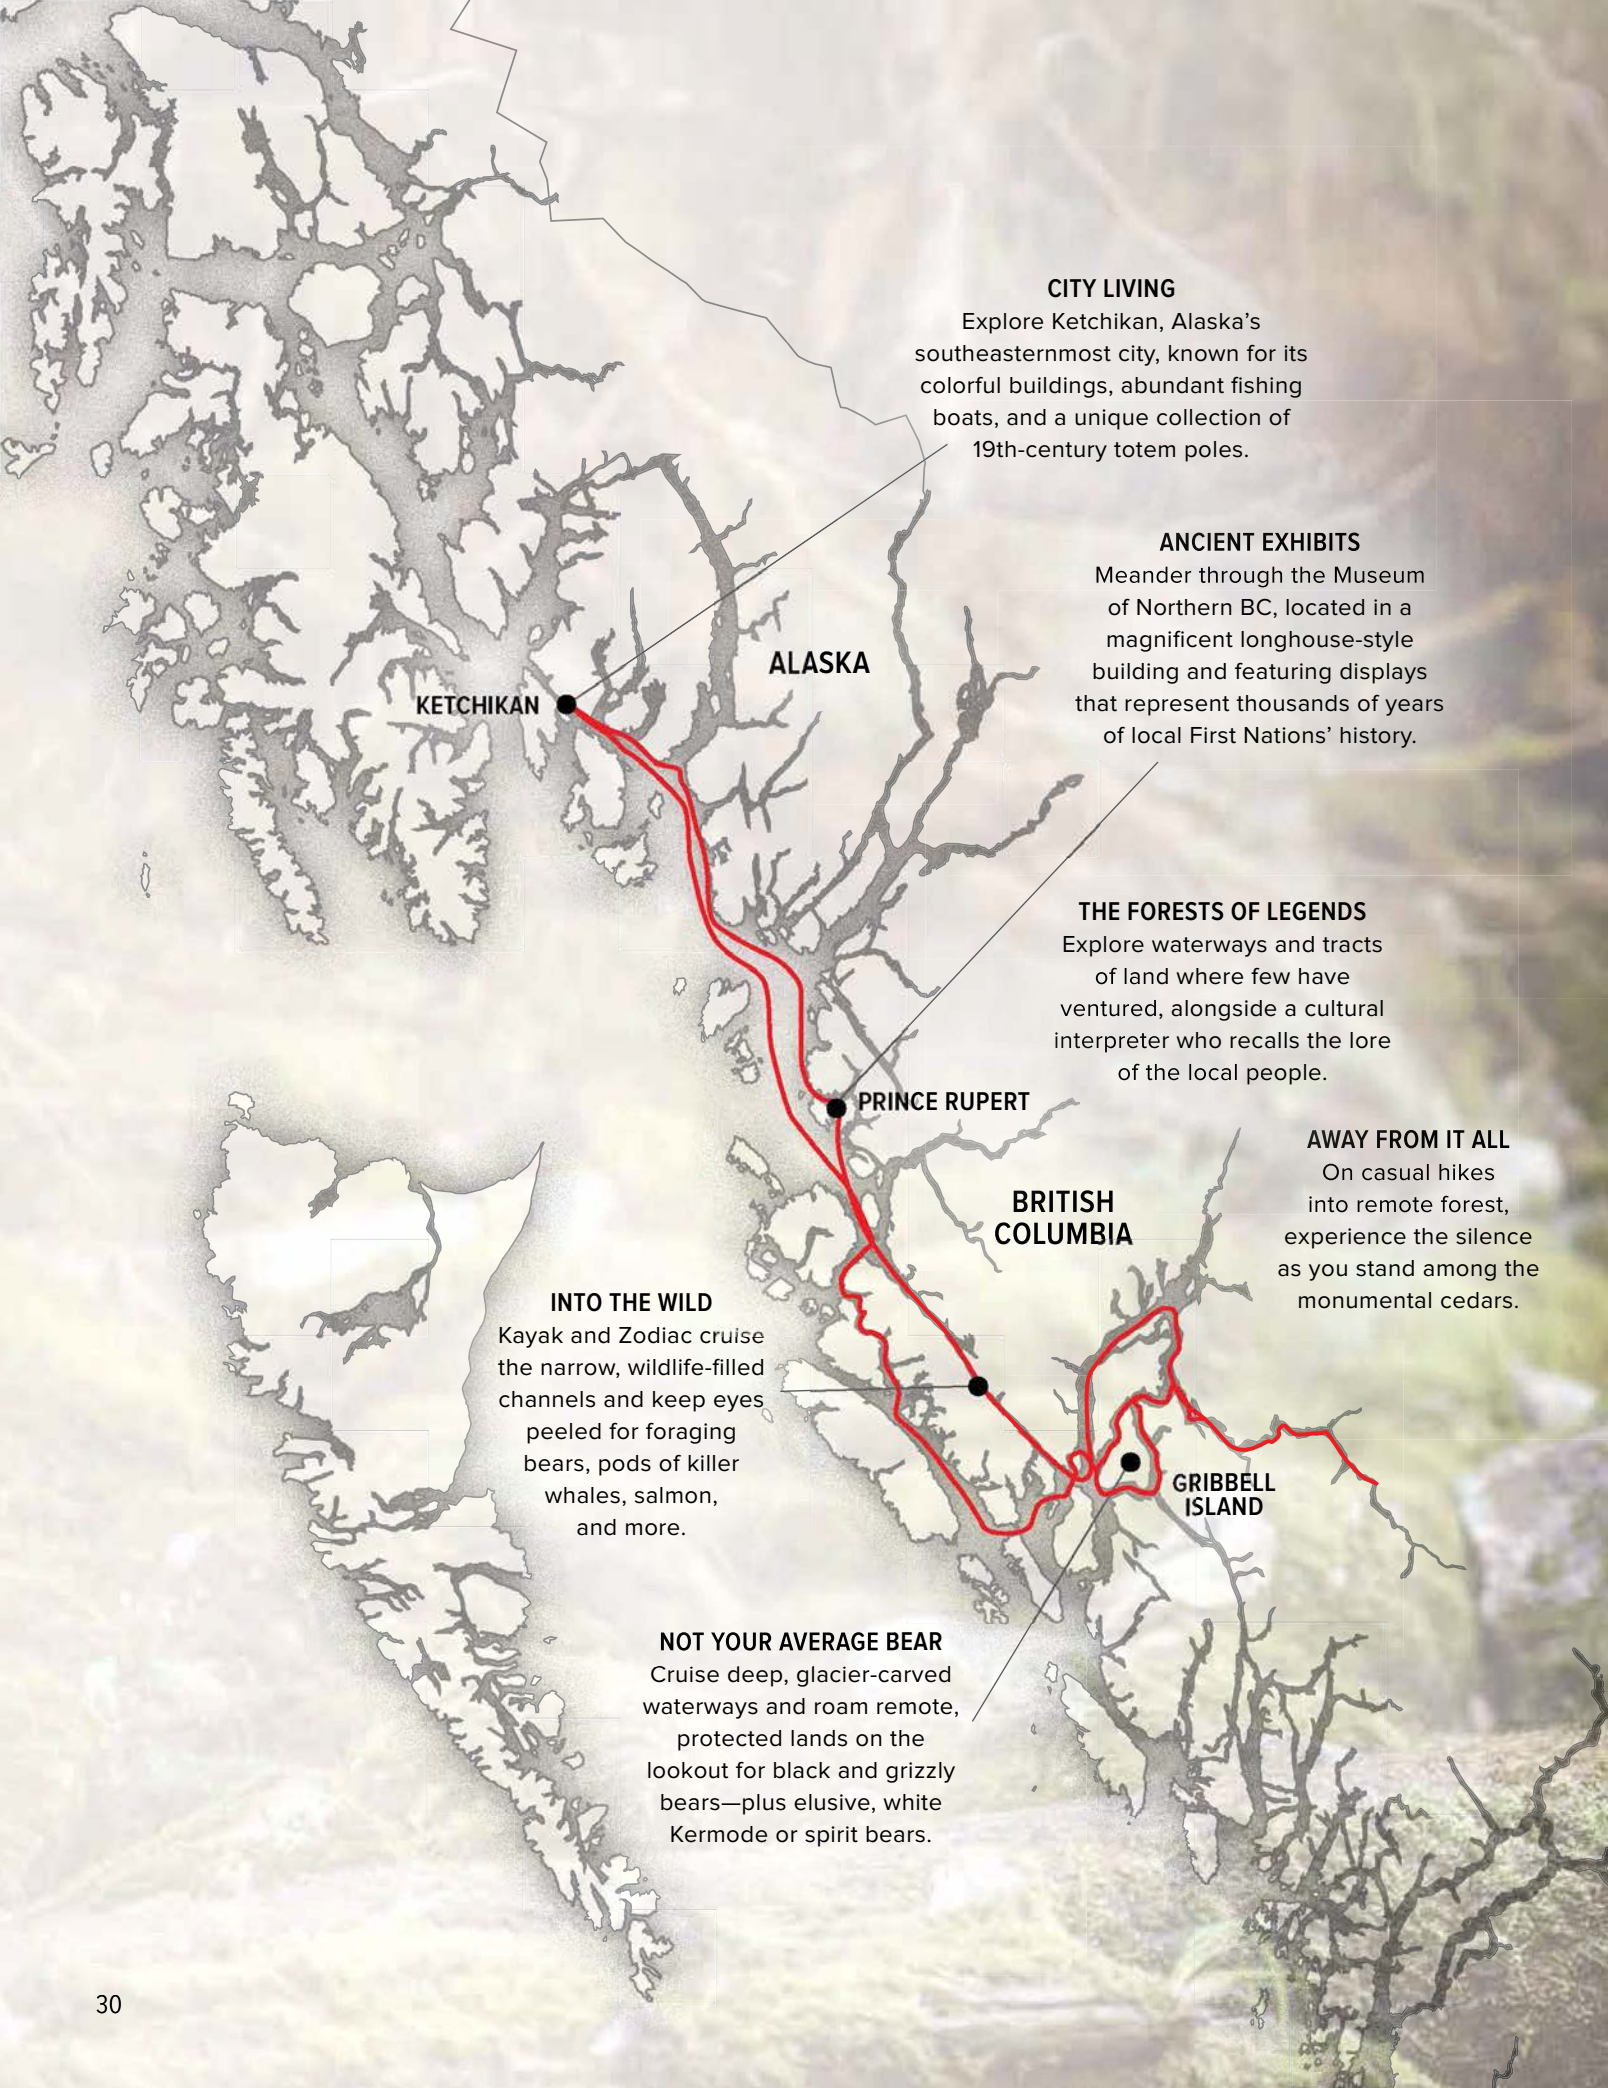 CITY LIVING
Explore Ketchikan, Alaska’s
southeasternmost city, known for its
colorful buildings, abundant fishing
boats, and a unique collection of
19th-century totem poles.
ANCIENT EXHIBITS
Meander through the Museum
of Northern BC, located in a
magnificent longhouse-style
building and featuring displays
that represent thousands of years
of local First Nations’ history.
ALASKA
KETCHIKAN
THE FORESTS OF LEGENDS
Explore waterways and tracts
of land where few have
ventured, alongside a cultural
interpreter who recalls the lore
of the local people.
PRINCE RUPERT
AWAY FROM IT ALL
On casual hikes
into remote forest,
experience the silence
as you stand among the
monumental cedars.
BRITISH
COLUMBIA
INTO THE WILD
Kayak and Zodiac cruise
the narrow, wildlife-filled
channels and keep eyes
peeled for foraging
bears, pods of killer
whales, salmon,
and more.
GRIBBELL
ISLAND
NOT YOUR AVERAGE BEAR
Cruise deep, glacier-carved
waterways and roam remote,
protected lands on the
lookout for black and grizzly
bears—plus elusive, white
Kermode or spirit bears.
30